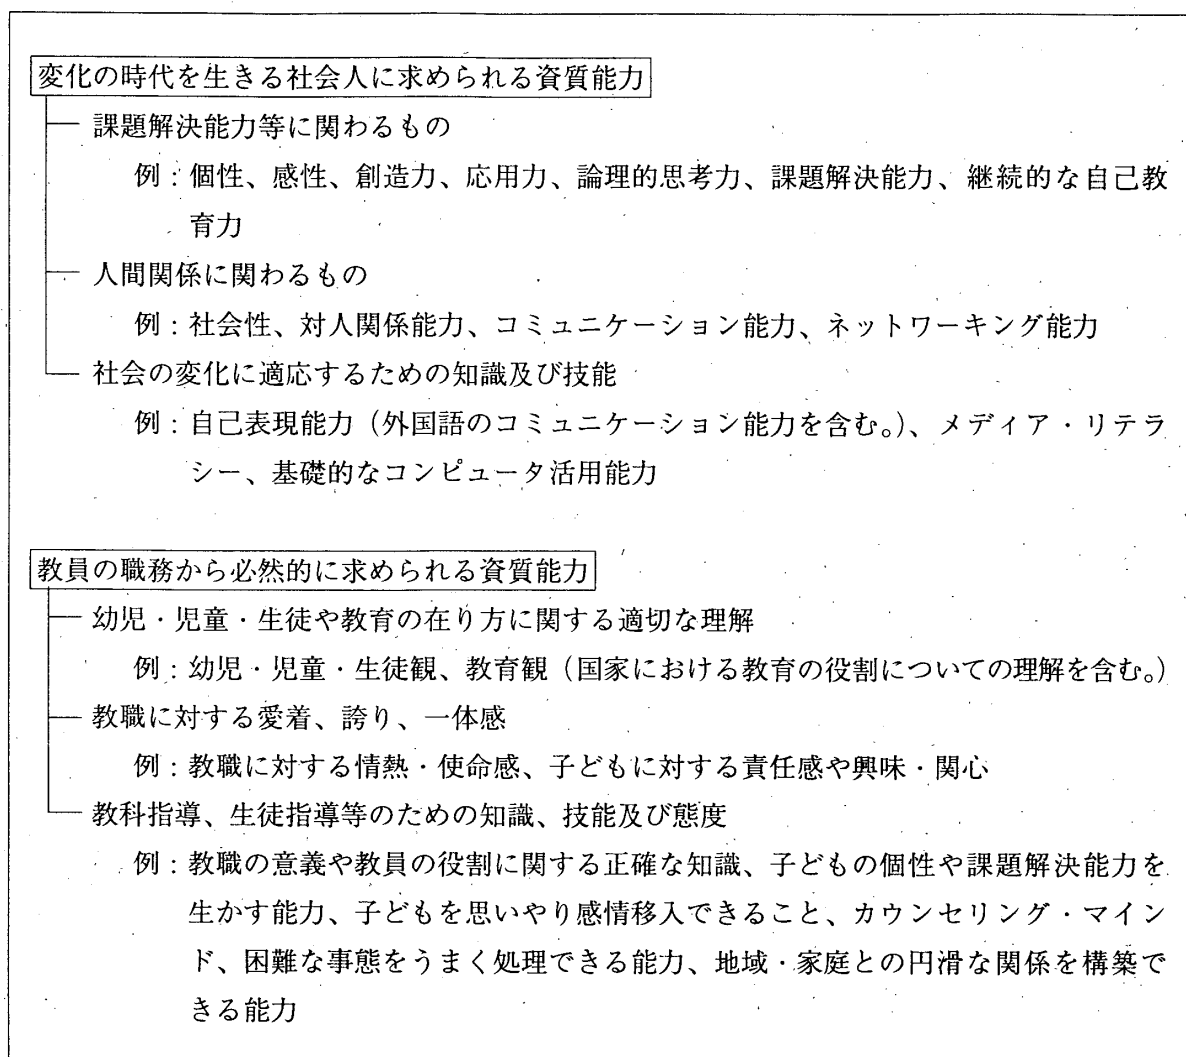 変化の時代を生きる社会人に求められる資質能力
課題解決能力等に関わるもの
例：個性、感性、創造力、応用力、論理的思考力、課題解決能力、継続的な自己教
育力
人間関係に関わるもの
例：社会性、対人関係能力、コミュニケーション能力、ネットワーキング能力
社会の変化に適応するための知識及び技能
例：自己表現能力（外国語のコミュニケーション能力を含む。）、メディア・リテラ
シー、基礎的なコンピュータ活用能力
教員の職務から必然的に求められる資質能力
幼児・児童・生徒や教育の在り方に関する適切な理解
例：幼児・児童・生徒観、教育観（国家における教育の役割についての理解を含む。）
教職に対する愛着、誇り、一体感
例：教職に対する情熱・使命感、子どもに対する責任感や興味・関心
教科指導、生徒指導等のための知識、技能及び態度
例：教職の意義や教員の役割に関する正確な知識、子どもの個性や課題解決能力を
生かす能力、子どもを思いやり感情移入できること、カウンセリング・マイン
ド、困難な事態をうまく処理できる能力、地域・家庭との円滑な関係を構築で
きる能力